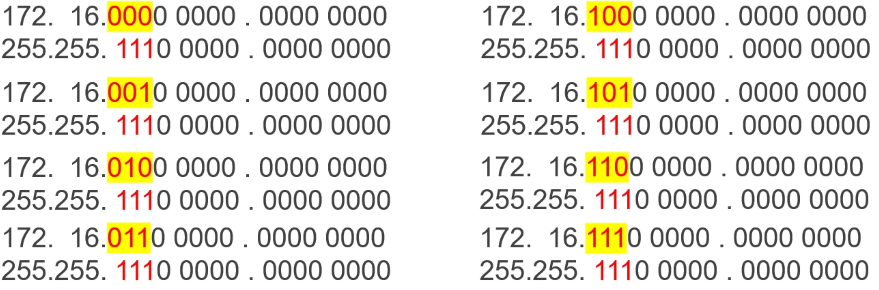 172.  16.0000 0000 . 0000 0000
255.255. 1110 0000 . 0000 0000
172.  16.0010 0000 . 0000 0000
255.255. 1110 0000 . 0000 0000
172.  16.0100 0000 . 0000 0000
255.255. 1110 0000 . 0000 0000
172.  16.0110 0000 . 0000 0000
255.255. 1110 0000 . 0000 0000
172.  16.1000 0000 . 0000 0000
255.255. 1110 0000 . 0000 0000
172.  16.1010 0000 . 0000 0000
255.255. 1110 0000 . 0000 0000
172.  16.1100 0000 . 0000 0000
255.255. 1110 0000 . 0000 0000
172.  16.1110 0000 . 0000 0000
255.255. 1110 0000 . 0000 0000